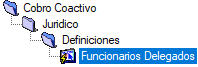 Cobro Coactivo
Juridico
Definiciones
Funcionarios Delegados